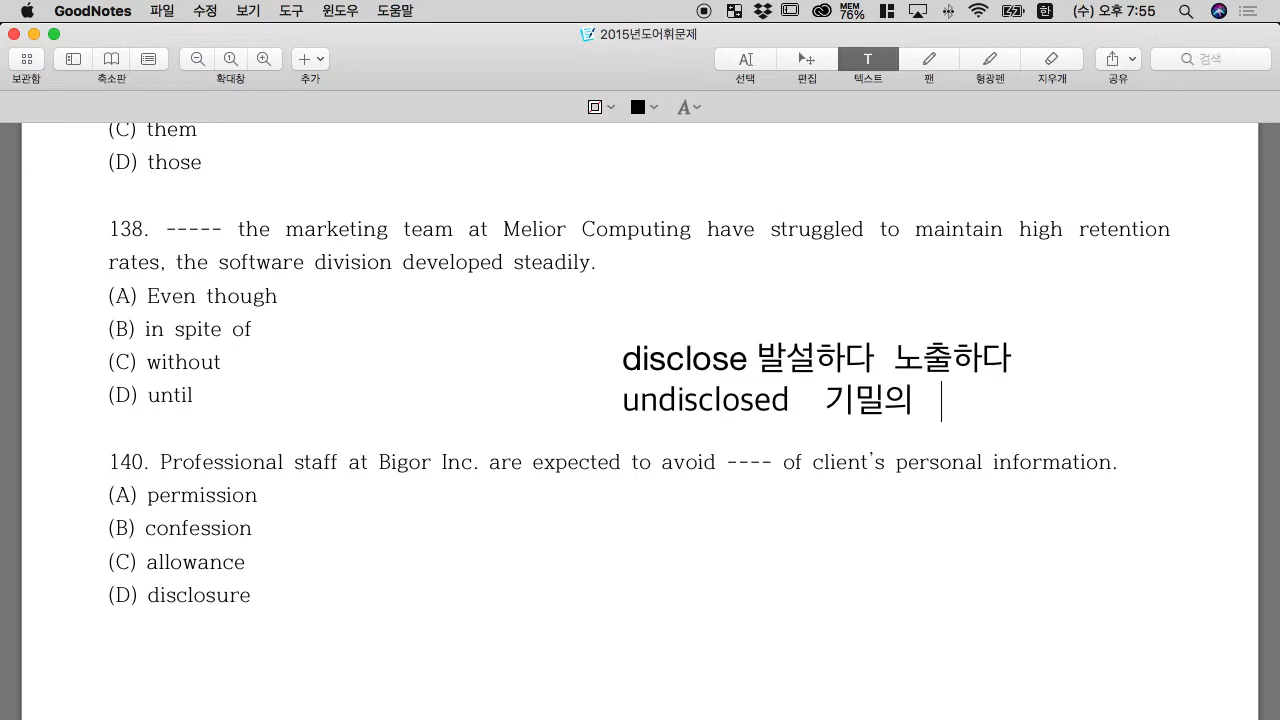 GoodNotes 파일 수정 보기 도구 윈도우 도움말 MEM 76% 한 (수) 오후 7:55
2015년도어휘문제
보관함 축소판 확대창 추가 선택 편집 텍스트 펜 형광펜 지우개 공유 검색
(C) them
(D) those
138. ----- the marketing team at Melior Computing have struggled to maintain high retention
rates, the software division developed steadily.
(A) Even though
(B) in spite of
(C) without
(D) until
disclose 발설하다 노출하다
undisclosed 기밀의
140. Professional staff at Bigor Inc. are expected to avoid ---- of client's personal information.
(A) permission
(B) confession
(C) allowance
(D) disclosure